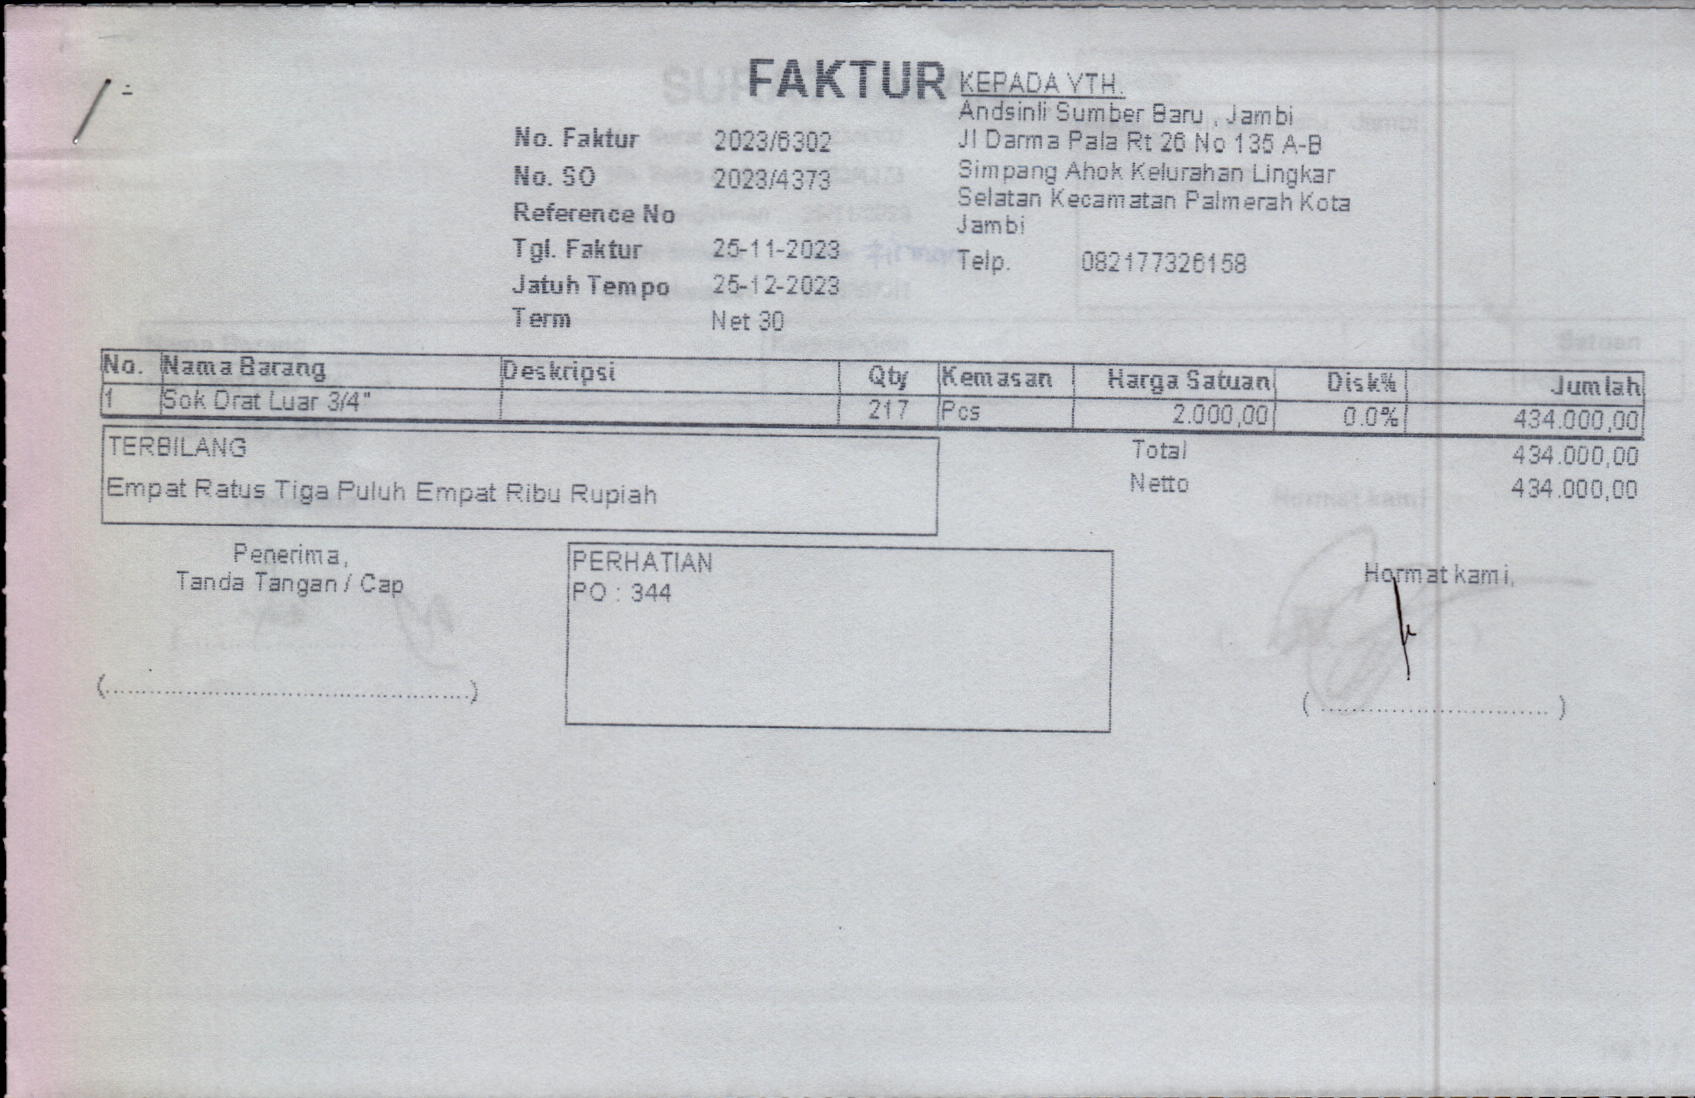 FAKTUR
No. Faktur 2023/6302
No. SO 2023/4373
Reference No
Tgl. Faktur 25-11-2023
Jatuh Tempo 25-12-2023
Term Net 30
KEPADA YTH.
Andsinli Sumber Baru , Jambi
Jl Darma Pala Rt 26 No 135 A-B
Simpang Ahok Kelurahan Lingkar
Selatan Kecamatan Palmerah Kota
Jambi
Telp. 082177326158
No. Nama Barang Deskripsi Qty Kemasan Harga Satuan Disk% Jumlah
1 Sok Drat Luar 3/4" 217 Pcs 2.000,00 0.0% 434.000,00
TERBILANG
Empat Ratus Tiga Puluh Empat Ribu Rupiah
Total 434.000,00
Netto 434.000,00
Penerima,
Tanda Tangan / Cap
(..........................................)
PERHATIAN
PO : 344
Hormat kami,
( .............................. )